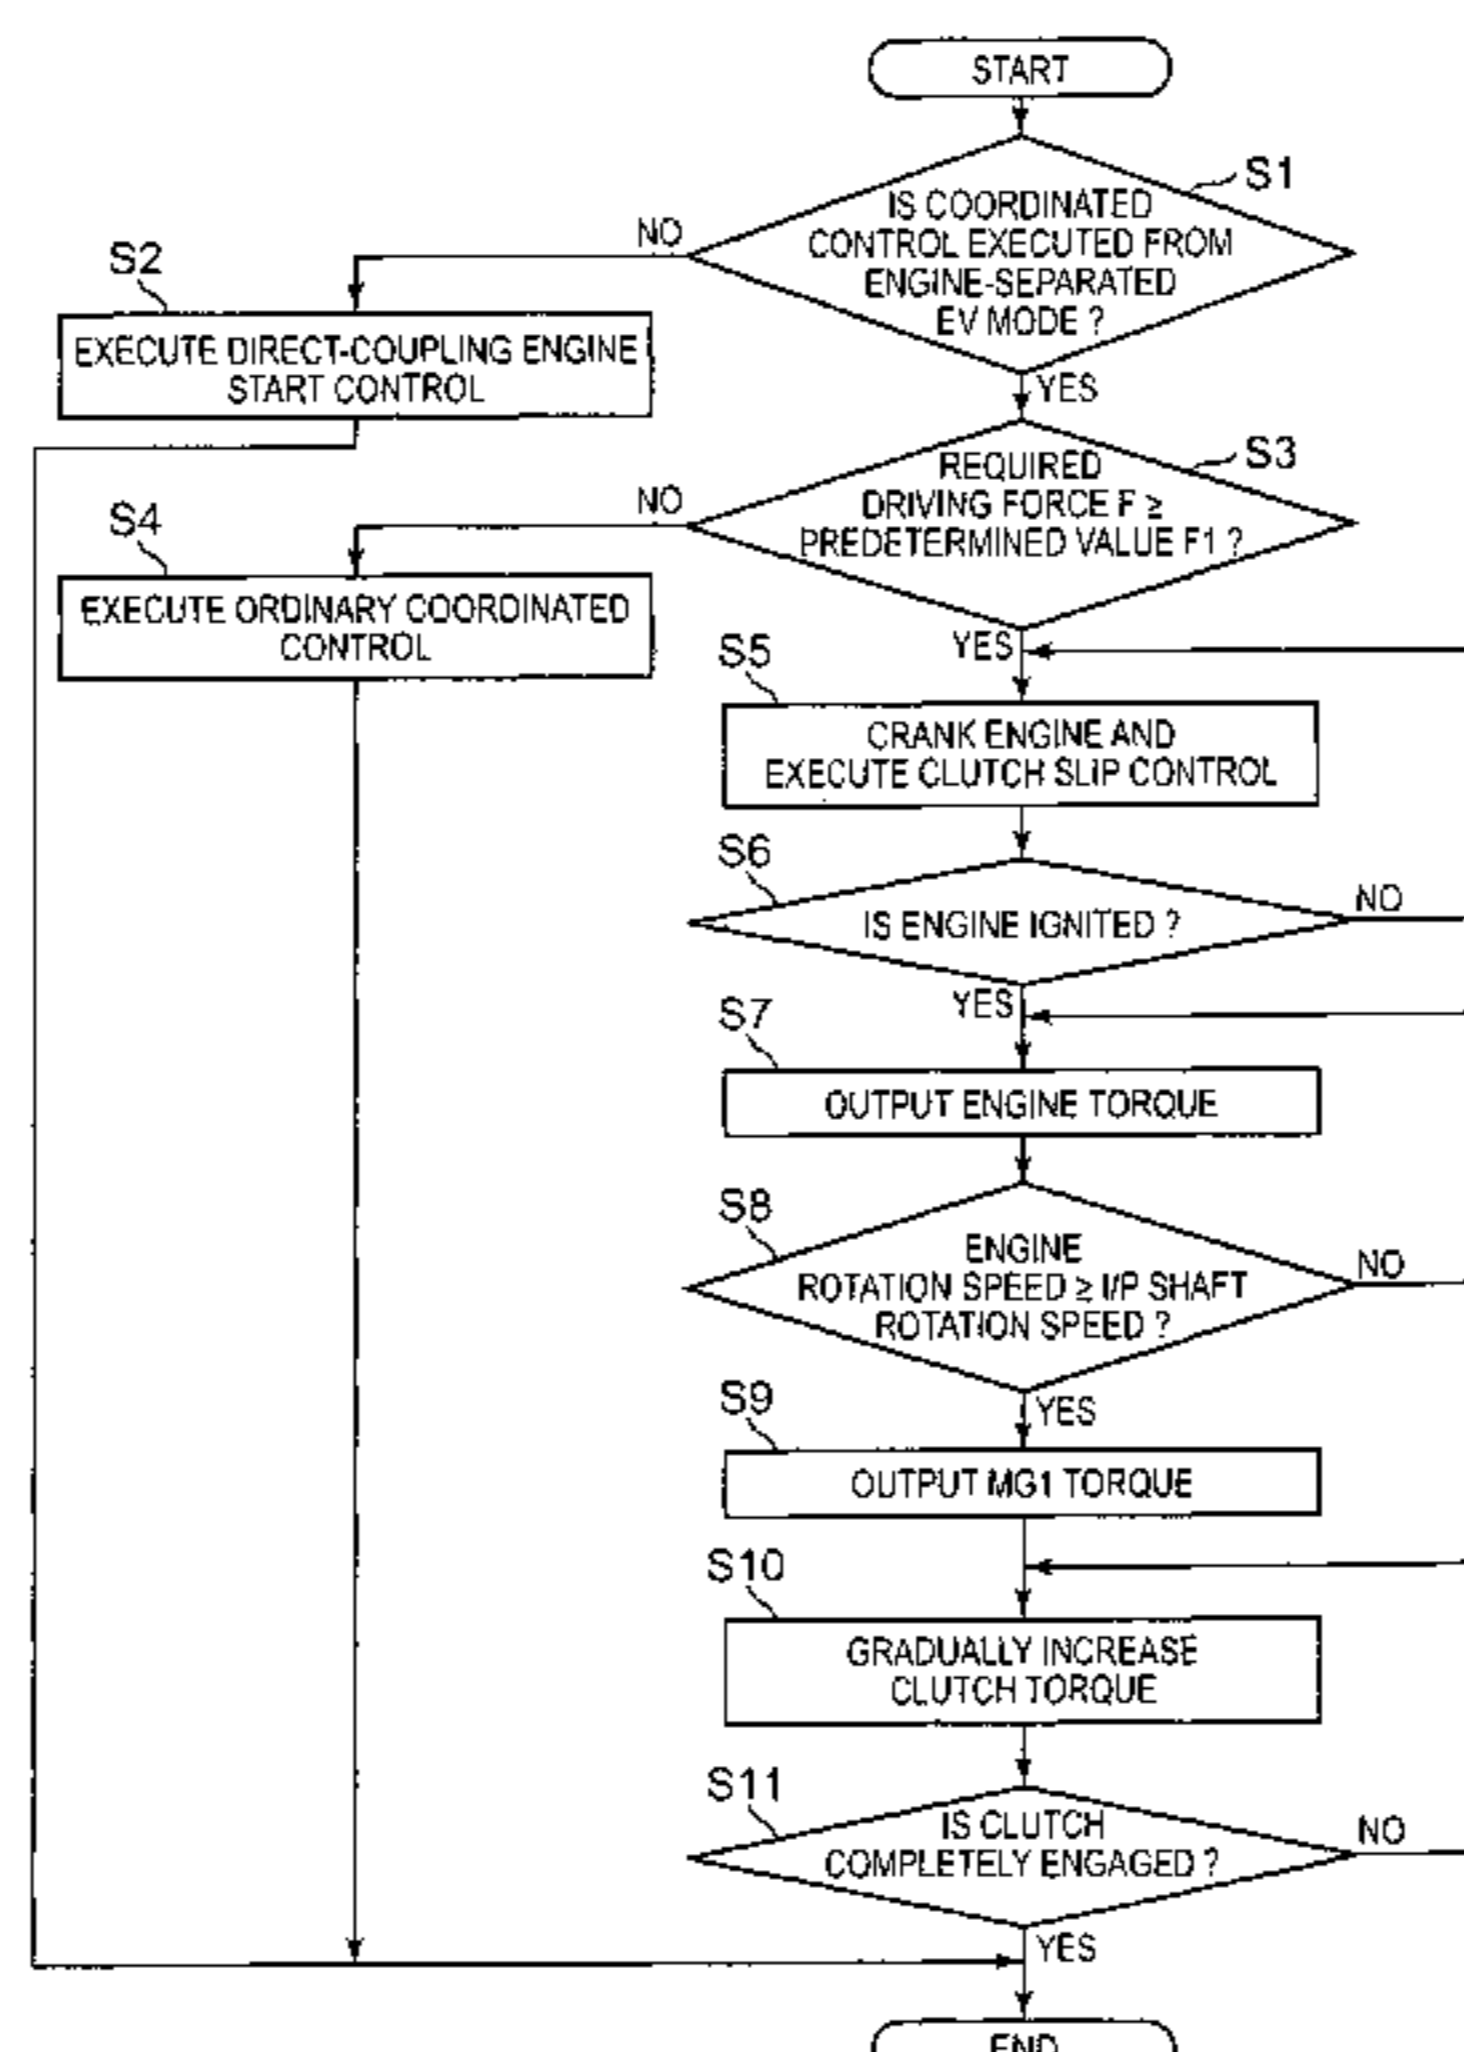 START
S1
IS COORDINATED
CONTROL EXECUTED FROM
ENGINE-SEPARATED
EV MODE ?
NO
YES
S2
EXECUTE DIRECT-COUPLING ENGINE
START CONTROL
S3
REQUIRED
DRIVING FORCE F ≥
PREDETERMINED VALUE F1 ?
NO
YES
S4
EXECUTE ORDINARY COORDINATED
CONTROL
S5
CRANK ENGINE AND
EXECUTE CLUTCH SLIP CONTROL
S6
IS ENGINE IGNITED ?
NO
YES
S7
OUTPUT ENGINE TORQUE
S8
ENGINE
ROTATION SPEED ≥ I/P SHAFT
ROTATION SPEED ?
NO
YES
S9
OUTPUT MG1 TORQUE
S10
GRADUALLY INCREASE
CLUTCH TORQUE
S11
IS CLUTCH
COMPLETELY ENGAGED ?
NO
YES
END